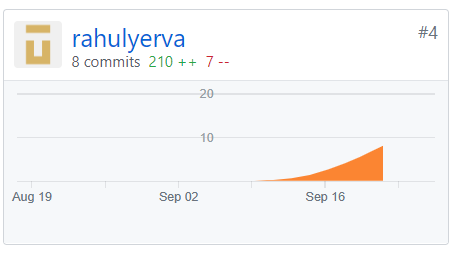 rahulyerva
#4
8 commits 210 ++ 7 --
20
10
Aug 19 Sep 02 Sep 16